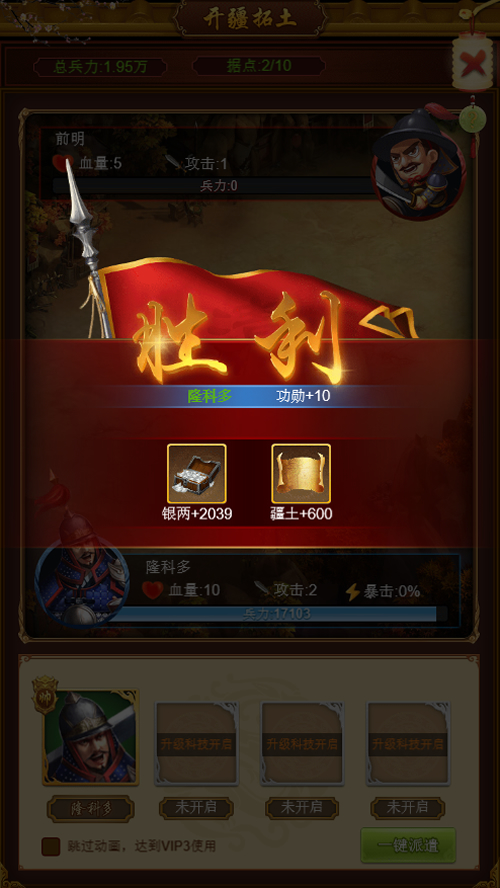 开疆拓土
总兵力:1.95万 据点:2/10
前明
血量:5 攻击:1
兵力:0
胜利
隆科多 功勋+10
银两+2039 疆土+600
隆科多
血量:10 攻击:2 暴击:0%
兵力:17103
帅
升级科技开启 升级科技开启 升级科技开启
隆科多 未开启 未开启 未开启
跳过动画，达到VIP3使用 一键派遣